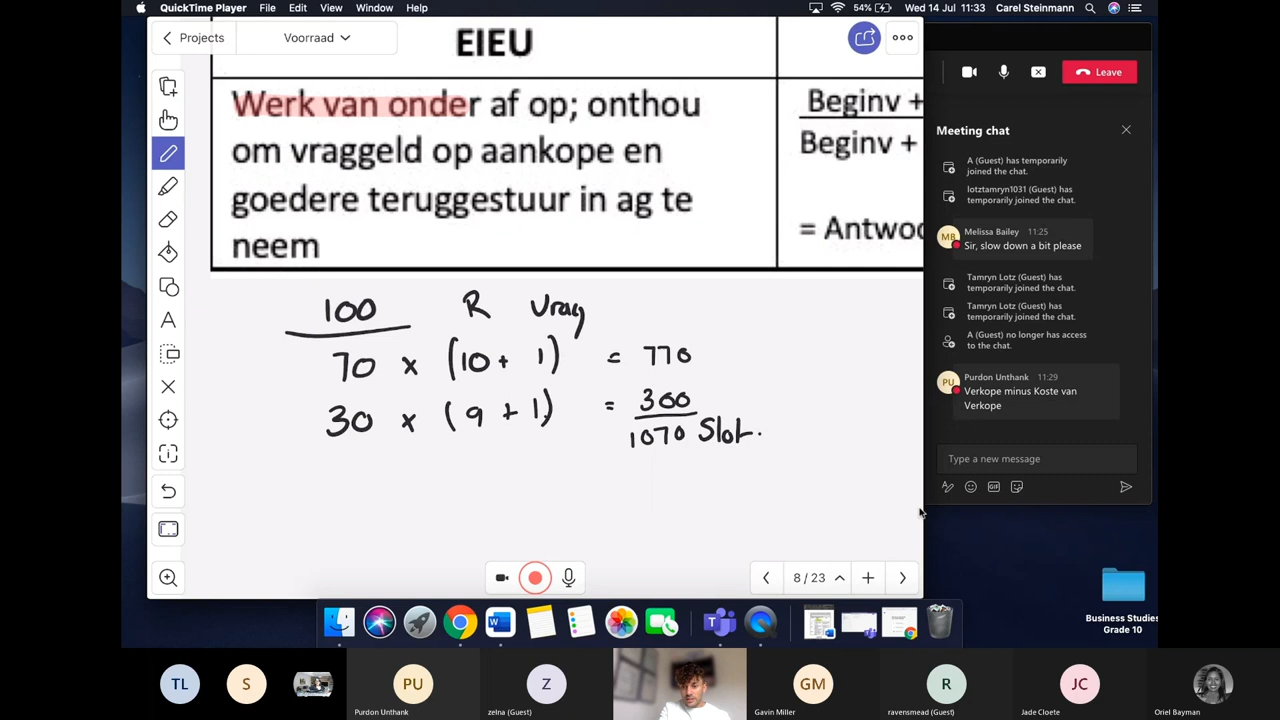 QuickTime Player File Edit View Window Help
54% Wed 14 Jul 11:33 Carel Steinmann
Projects Voorraad
Leave
EIEU
Werk van onder af op; onthou
om vraggeld op aankope en
goedere teruggestuur in ag te
neem
Beginv +
Beginv +
= Antwoo
100 R Vrag
70 x (10 + 1) = 770
30 x (9 + 1) = 300
1070 Slot.
Meeting chat
A (Guest) has temporarily
joined the chat.
lotztamryn1031 (Guest) has
temporarily joined the chat.
MB Melissa Bailey 11:25
Sir, slow down a bit please
Tamryn Lotz (Guest) has
temporarily joined the chat.
Tamryn Lotz (Guest) has
temporarily joined the chat.
A (Guest) no longer has access
to the chat.
PU Purdon Unthank 11:29
Verkope minus Koste van
Verkope
Type a new message
GIF
8 / 23
Business Studies
Grade 10
TL S PU Z GM R JC
Purdon Unthank zelna (Guest) Gavin Miller ravensmead (Guest) Jade Cloete Oriel Bayman